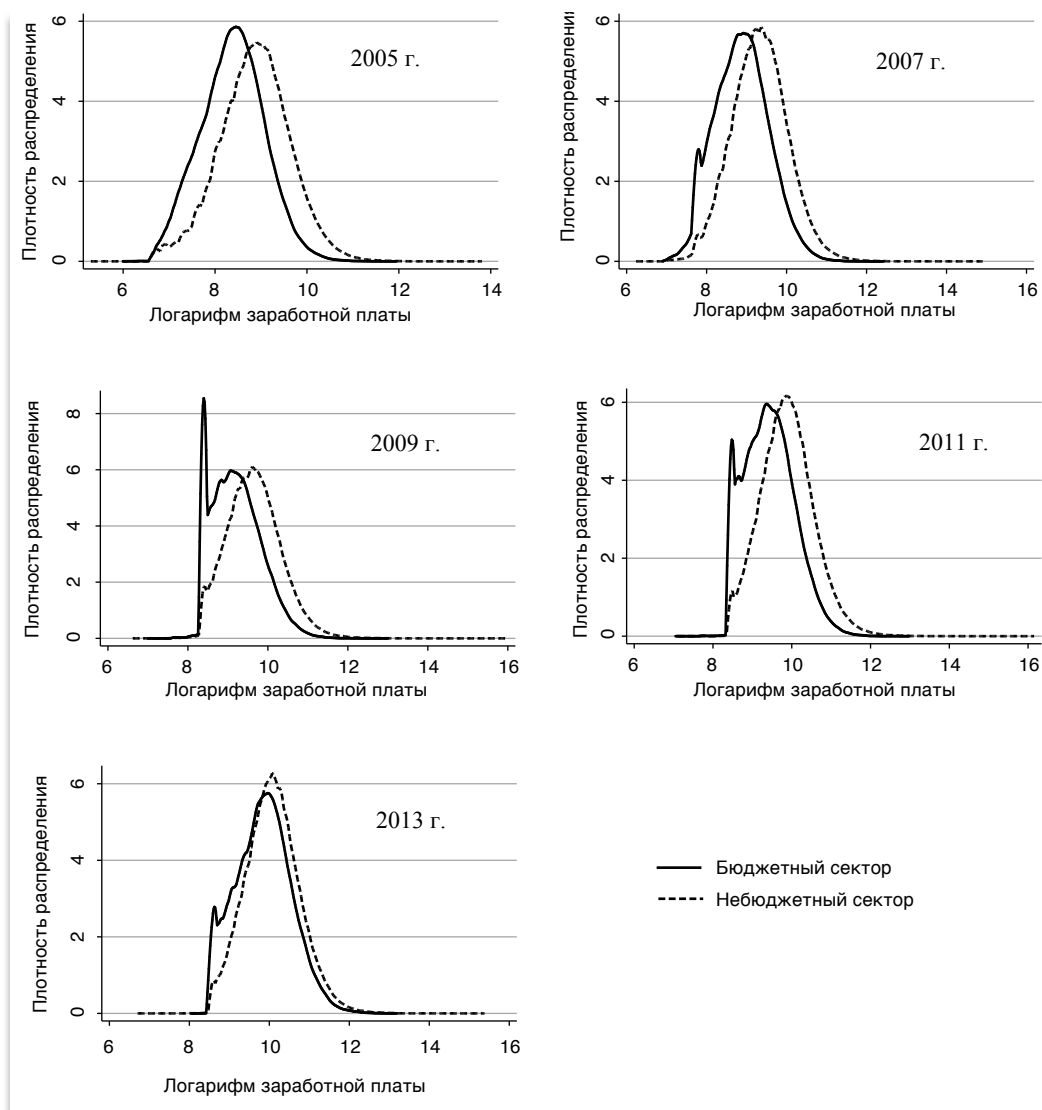 Плотность распределения
6
4
2
0
2005 г.
6 8 10 12 14
Логарифм заработной платы
Плотность распределения
6
4
2
0
2007 г.
6 8 10 12 14 16
Логарифм заработной платы
Плотность распределения
8
6
4
2
0
2009 г.
6 8 10 12 14 16
Логарифм заработной платы
Плотность распределения
6
4
2
0
2011 г.
6 8 10 12 14 16
Логарифм заработной платы
Плотность распределения
6
4
2
0
2013 г.
6 8 10 12 14 16
Логарифм заработной платы
Бюджетный сектор
Небюджетный сектор